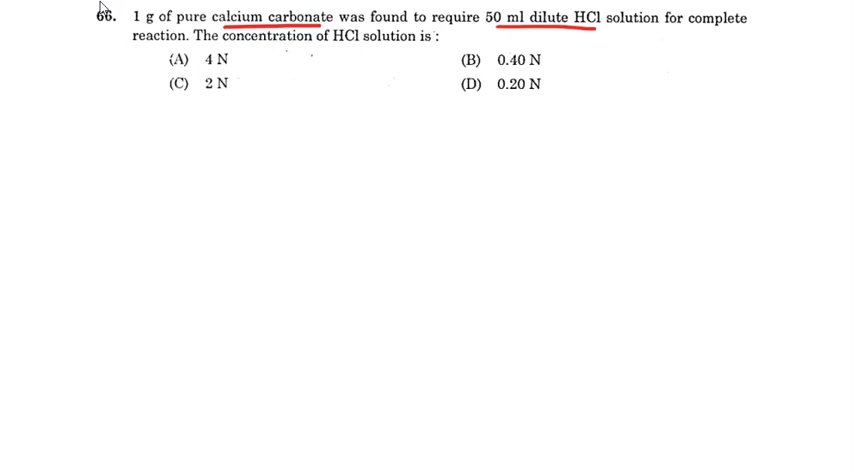 66. 1 g of pure calcium carbonate was found to require 50 ml dilute HCl solution for complete
reaction. The concentration of HCl solution is :
(A) 4 N (B) 0.40 N
(C) 2 N (D) 0.20 N